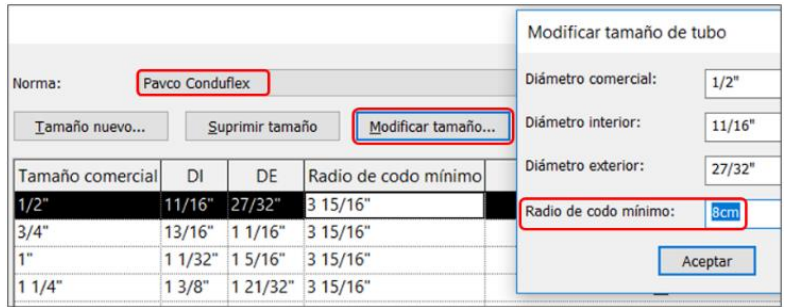 Norma: Pavco Conduflex
Tamaño nuevo... Suprimir tamaño Modificar tamaño...
Tamaño comercial DI DE Radio de codo mínimo
1/2" 11/16" 27/32" 3 15/16"
3/4" 13/16" 1 1/16" 3 15/16"
1" 1 1/32" 1 5/16" 3 15/16"
1 1/4" 1 3/8" 1 21/32" 3 15/16"
Modificar tamaño de tubo
Diámetro comercial: 1/2"
Diámetro interior: 11/16"
Diámetro exterior: 27/32"
Radio de codo mínimo: 8cm
Aceptar